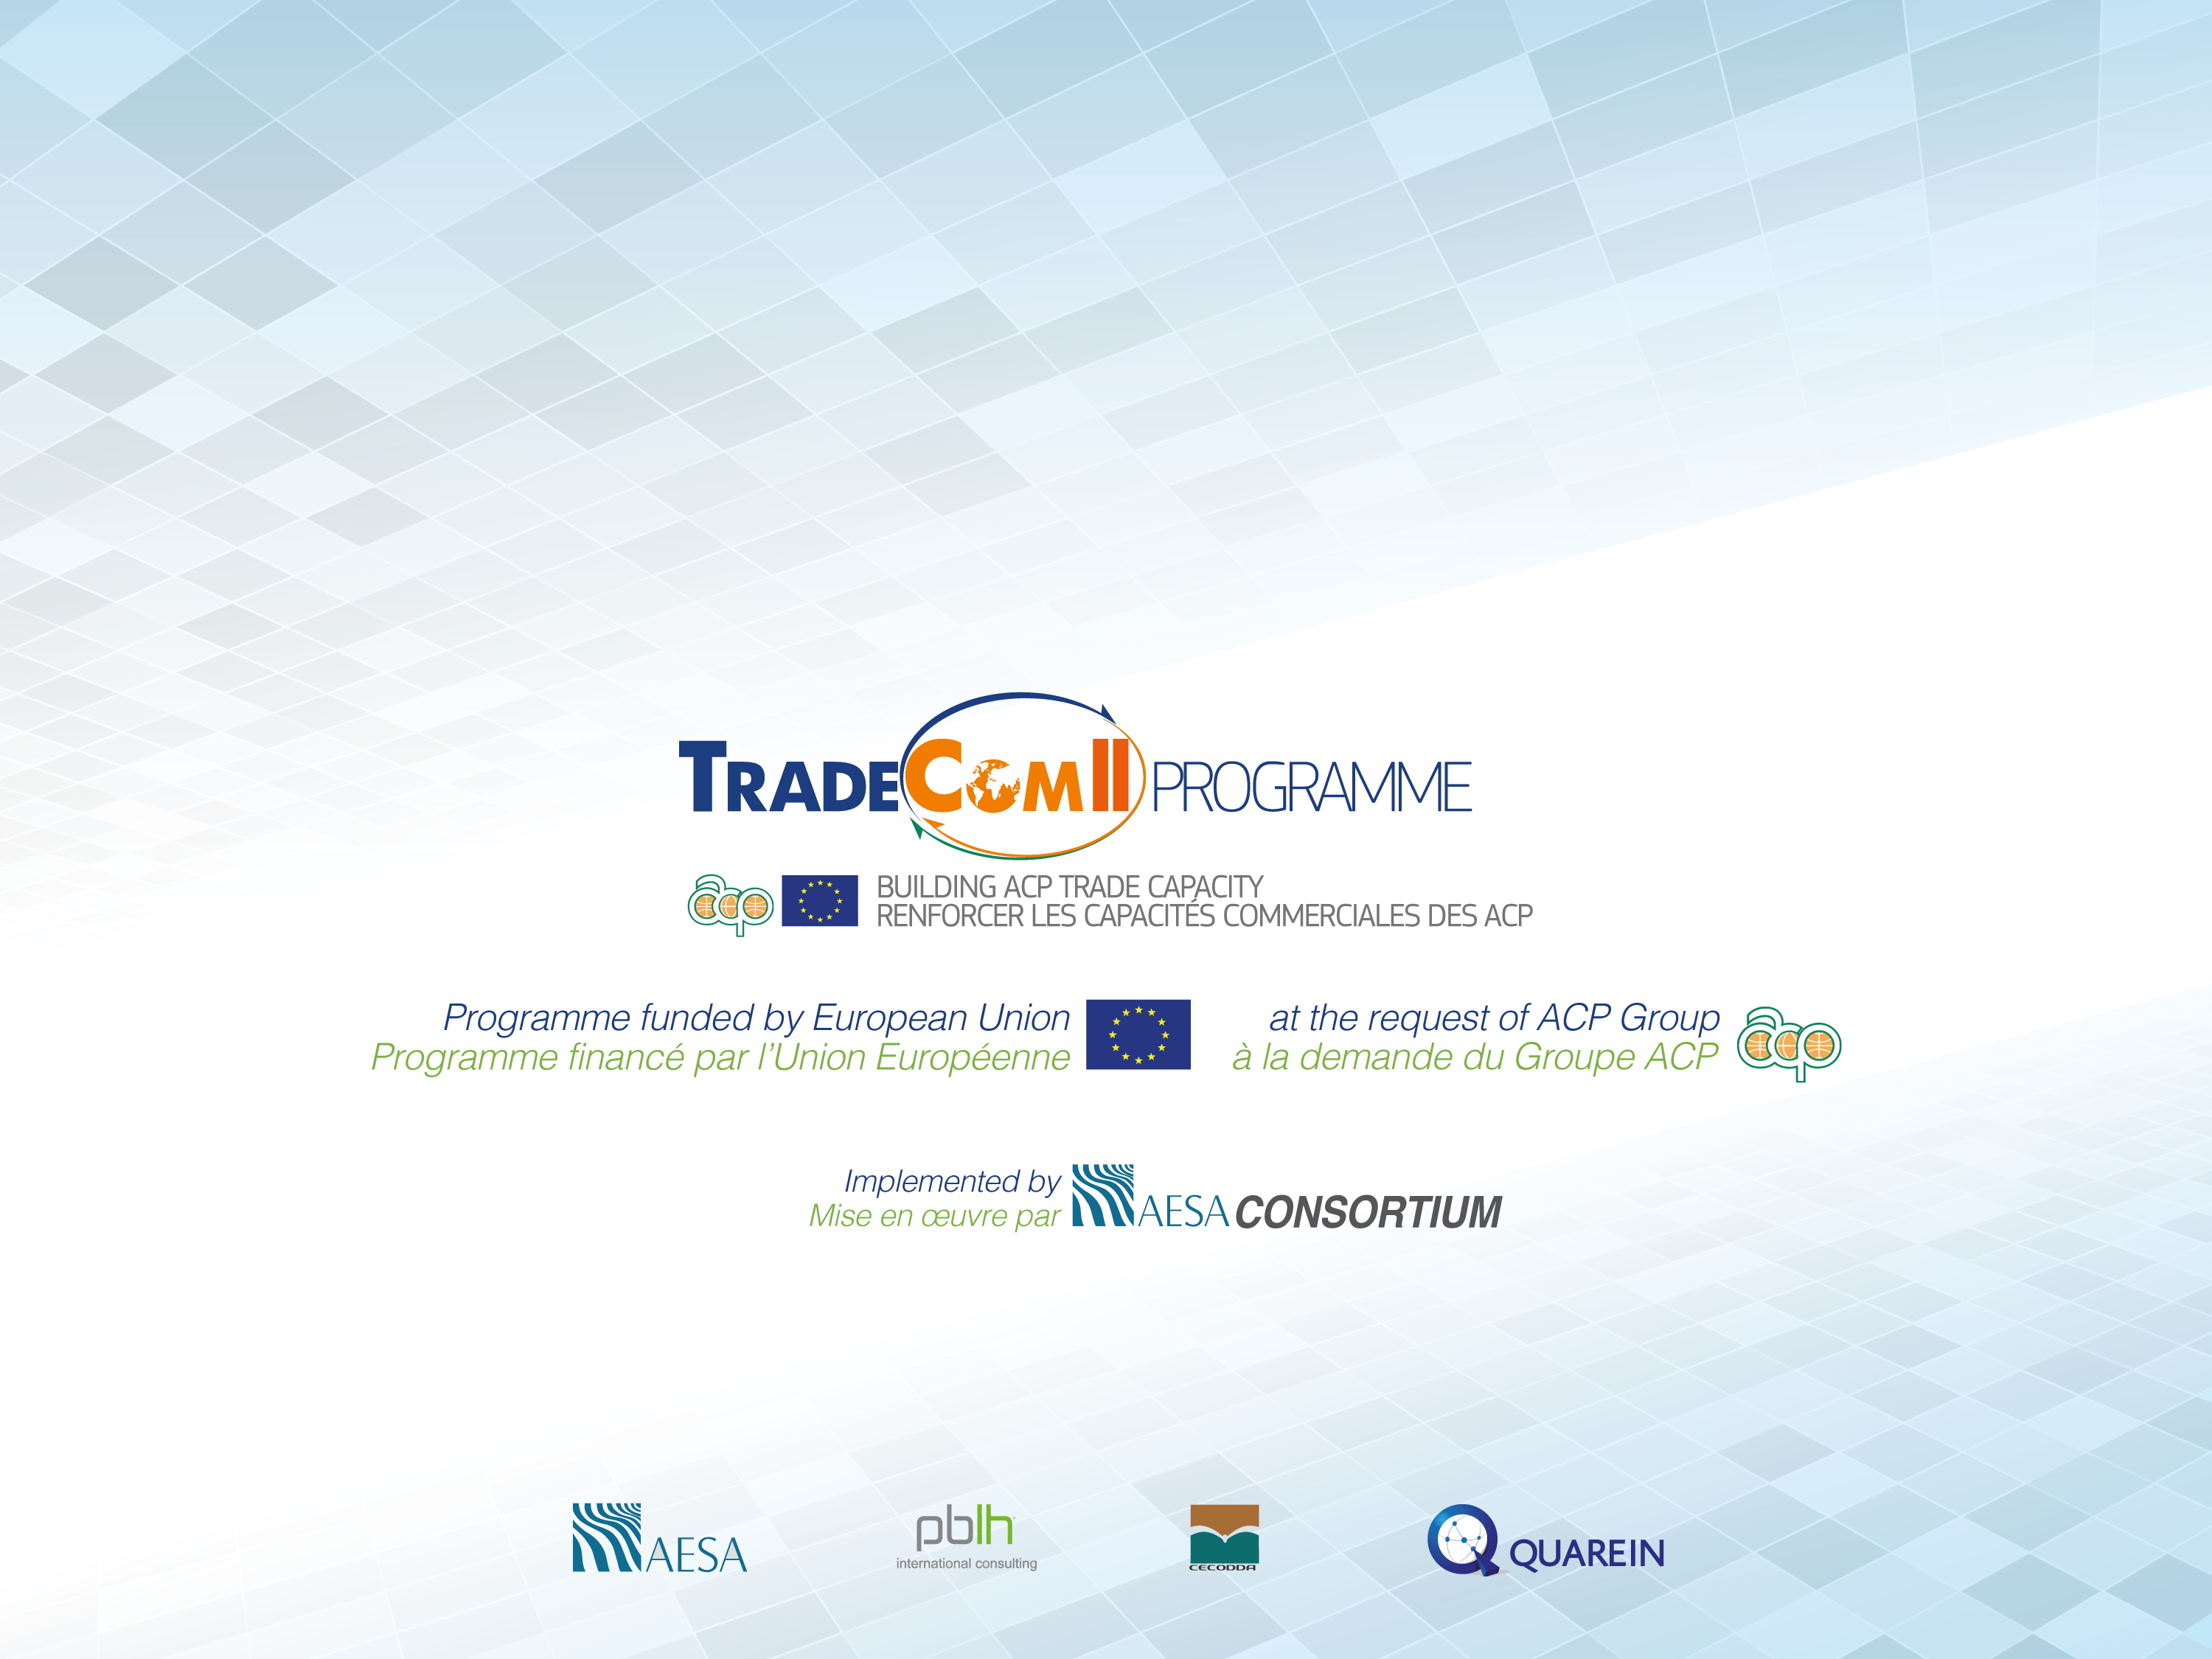 TRADECOM II PROGRAMME
acp
BUILDING ACP TRADE CAPACITY
RENFORCER LES CAPACITÉS COMMERCIALES DES ACP
Programme funded by European Union
Programme financé par l'Union Européenne
at the request of ACP Group
à la demande du Groupe ACP
acp
Implemented by
Mise en œuvre par
AESA CONSORTIUM
AESA
pblh
international consulting
CECODDA
QUAREIN